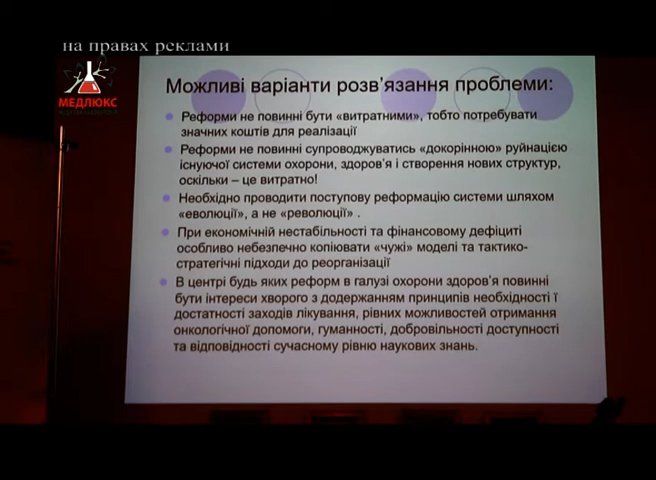 на правах реклами
МЕДЛЮКС
Можливі варіанти розв'язання проблеми:
Реформи не повинні бути «витратними», тобто потребувати
значних коштів для реалізації
Реформи не повинні супроводжуватись «докорінною» руйнацією
існуючої системи охорони, здоров'я і створення нових структур,
оскільки – це витратно!
Необхідно проводити поступову реформацію системи шляхом
«еволюції», а не «революції» .
При економічній нестабільності та фінансовому дефіциті
особливо небезпечно копіювати «чужі» моделі та тактико-
стратегічні підходи до реорганізації
В центрі будь яких реформ в галузі охорони здоров'я повинні
бути інтереси хворого з додержанням принципів необхідності ї
достатності заходів лікування, рівних можливостей отримання
онкологічної допомоги, гуманності, добровільності доступності
та відповідності сучасному рівню наукових знань.